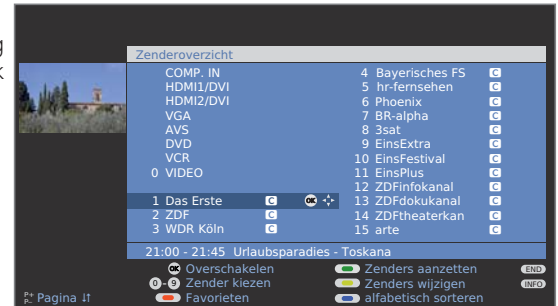 g
k
Zenderoverzicht
COMP. IN
HDMI1/DVI
HDMI2/DVI
VGA
AVS
DVD
VCR
0 VIDEO
1 Das Erste C OK
2 ZDF C
3 WDR Köln C
4 Bayerisches FS C
5 hr-fernsehen C
6 Phoenix C
7 BR-alpha C
8 3sat C
9 EinsExtra C
10 EinsFestival C
11 EinsPlus C
12 ZDFinfokanal C
13 ZDFdokukanal C
14 ZDFtheaterkan C
15 arte C
21:00 - 21:45 Urlaubsparadies - Toskana
OK Overschakelen
0-9 Zender kiezen
P+ P- Pagina
Favorieten
Zenders aanzetten
Zenders wijzigen
alfabetisch sorteren
END
INFO